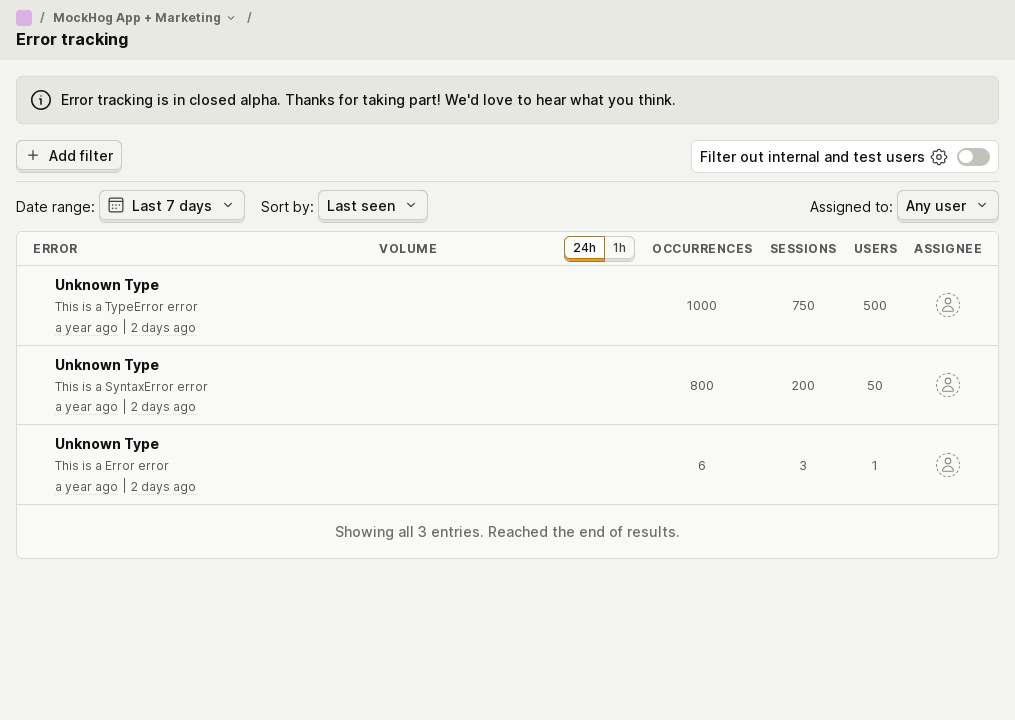 / MockHog App + Marketing /
Error tracking
Error tracking is in closed alpha. Thanks for taking part! We'd love to hear what you think.
Add filter
Filter out internal and test users
Date range: Last 7 days Sort by: Last seen Assigned to: Any user
ERROR VOLUME 24h 1h OCCURRENCES SESSIONS USERS ASSIGNEE
Unknown Type
This is a TypeError error
a year ago | 2 days ago
1000 750 500
Unknown Type
This is a SyntaxError error
a year ago | 2 days ago
800 200 50
Unknown Type
This is a Error error
a year ago | 2 days ago
6 3 1
Showing all 3 entries. Reached the end of results.